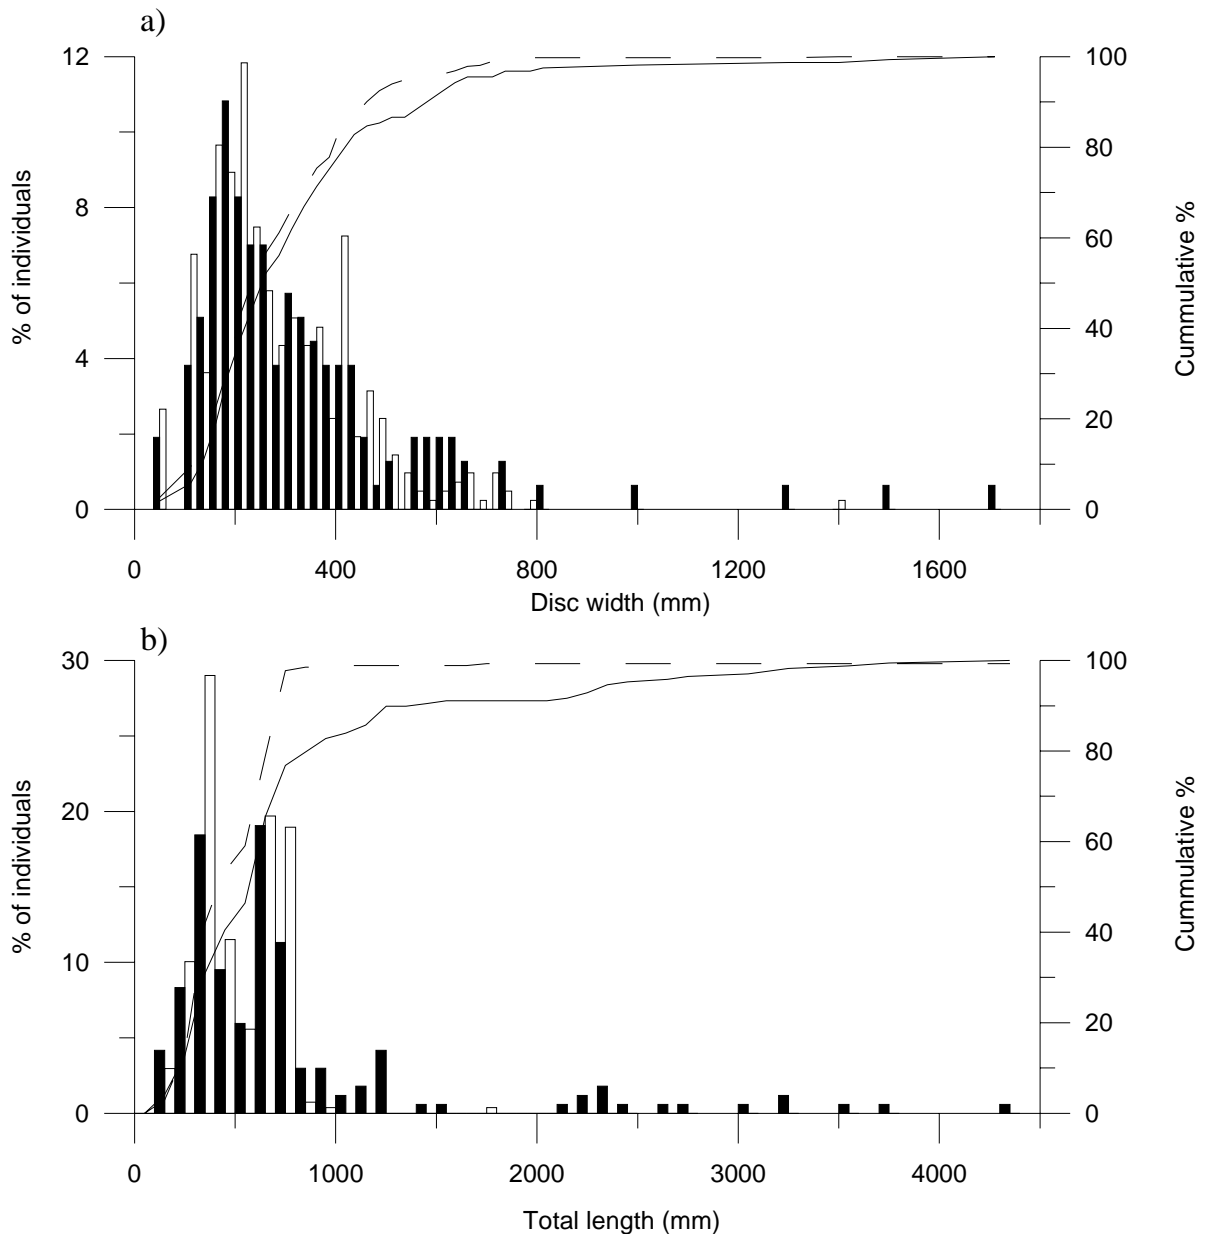 a)
12
8
4
0
% of individuals
100
80
60
40
20
0
Cummulative %
0 400 800 1200 1600
Disc width (mm)
b)
30
20
10
0
% of individuals
100
80
60
40
20
0
Cummulative %
0 1000 2000 3000 4000
Total length (mm)